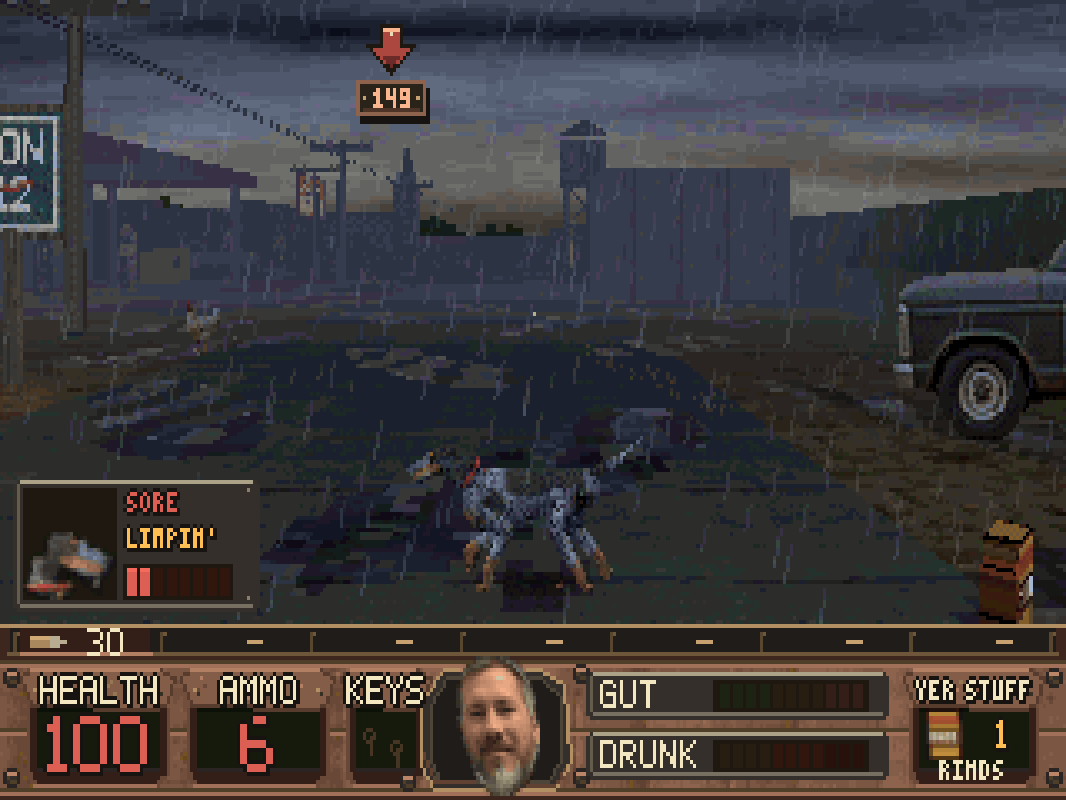 149
ON
12
SORE
LIMPIN'
30
HEALTH
100
AMMO
6
KEYS
GUT
DRUNK
YER STUFF
1
RINDS